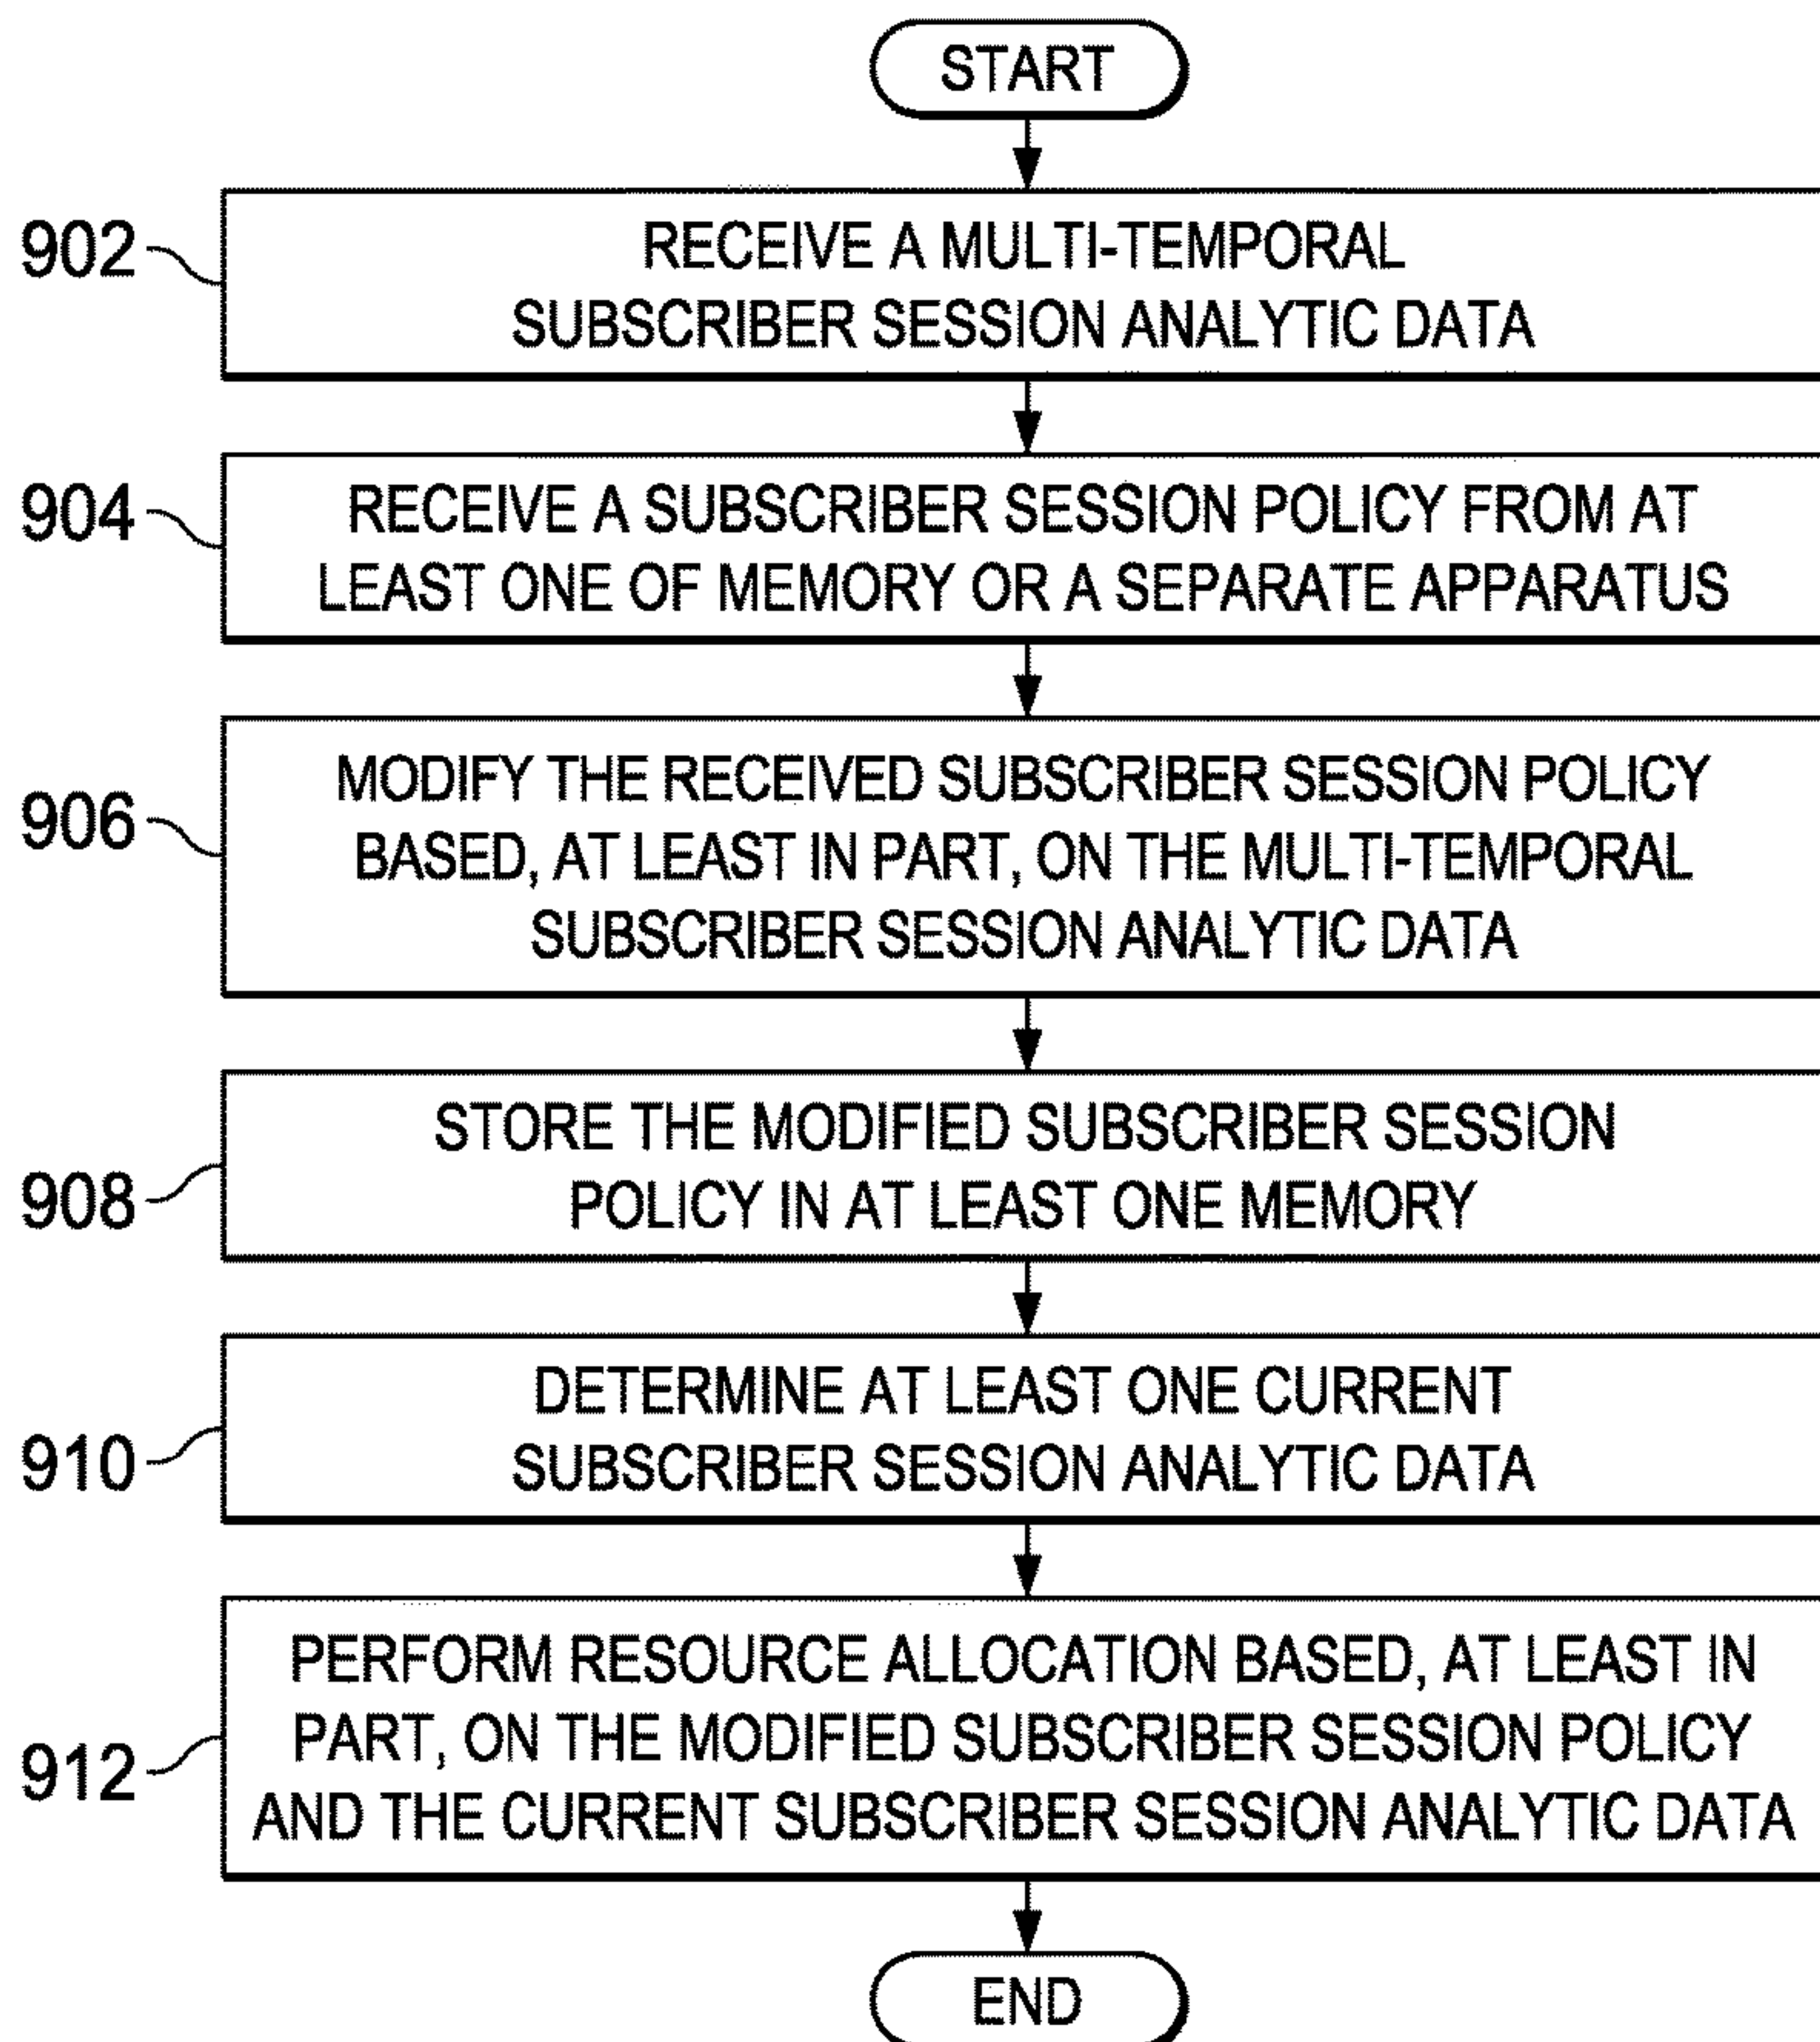 START
902
RECEIVE A MULTI-TEMPORAL
SUBSCRIBER SESSION ANALYTIC DATA
904
RECEIVE A SUBSCRIBER SESSION POLICY FROM AT
LEAST ONE OF MEMORY OR A SEPARATE APPARATUS
906
MODIFY THE RECEIVED SUBSCRIBER SESSION POLICY
BASED, AT LEAST IN PART, ON THE MULTI-TEMPORAL
SUBSCRIBER SESSION ANALYTIC DATA
908
STORE THE MODIFIED SUBSCRIBER SESSION
POLICY IN AT LEAST ONE MEMORY
910
DETERMINE AT LEAST ONE CURRENT
SUBSCRIBER SESSION ANALYTIC DATA
912
PERFORM RESOURCE ALLOCATION BASED, AT LEAST IN
PART, ON THE MODIFIED SUBSCRIBER SESSION POLICY
AND THE CURRENT SUBSCRIBER SESSION ANALYTIC DATA
END